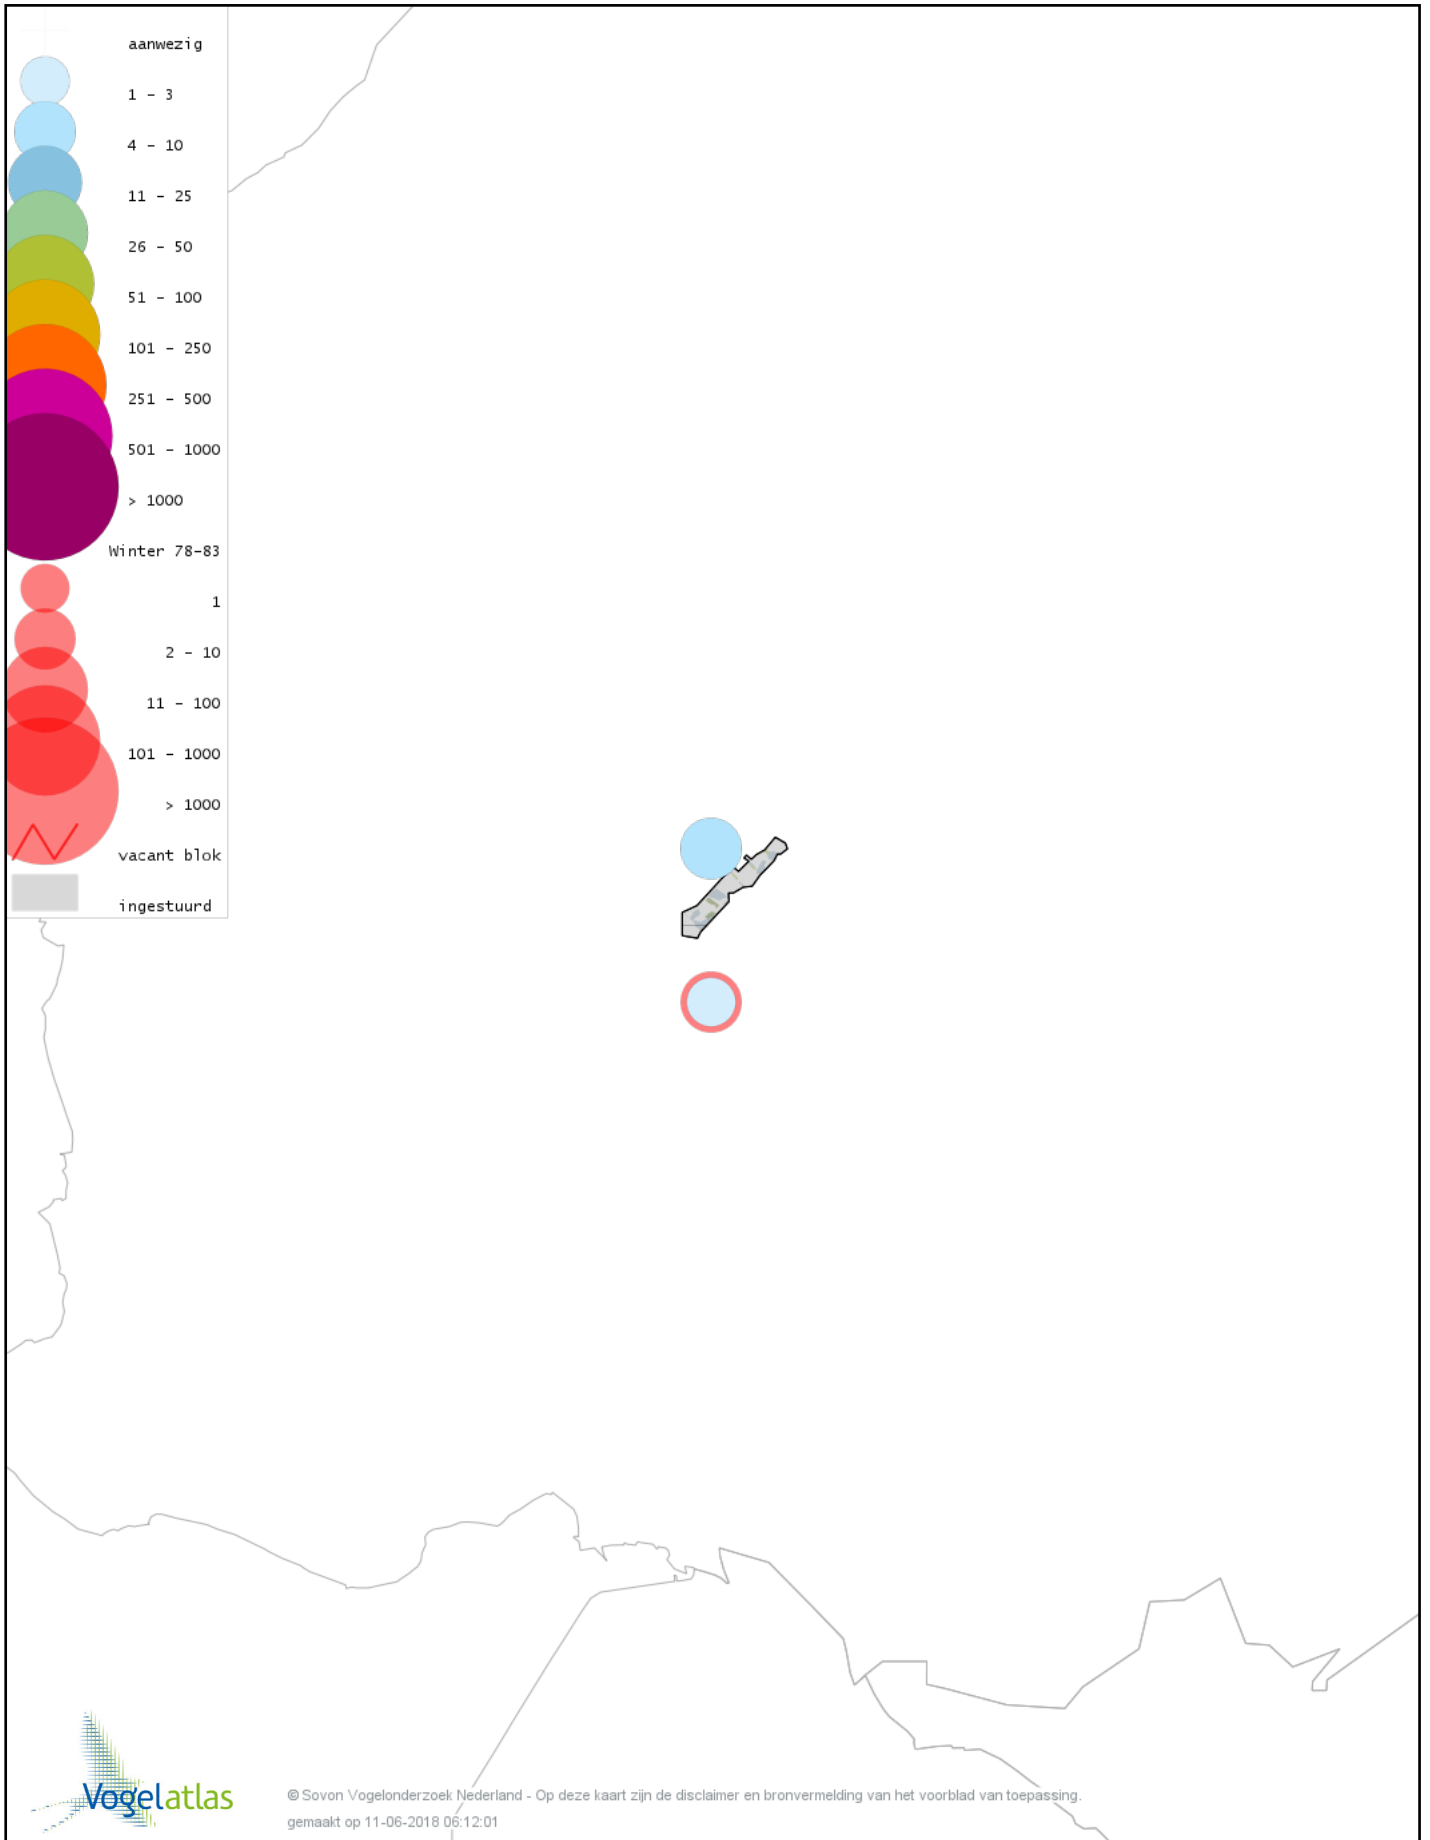 aanwezig
1 - 3
4 - 10
11 - 25
26 - 50
51 - 100
101 - 250
251 - 500
501 - 1000
> 1000
Winter 78-83
1
2 - 10
11 - 100
101 - 1000
> 1000
vacant blok
ingestuurd
Vogelatlas
© Sovon Vogelonderzoek Nederland - Op deze kaart zijn de disclaimer en bronvermelding van het voorblad van toepassing.
gemaakt op 11-06-2018 06:12:01